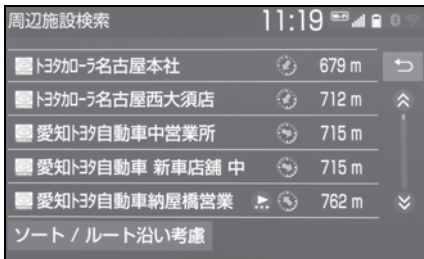 周辺施設検索 11:19
トヨタカローラ名古屋本社 679 m
トヨタカローラ名古屋西大須店 712 m
愛知トヨタ自動車中営業所 715 m
愛知トヨタ自動車 新車店舗 中 715 m
愛知トヨタ自動車納屋橋営業 762 m
ソート / ルート沿い考慮